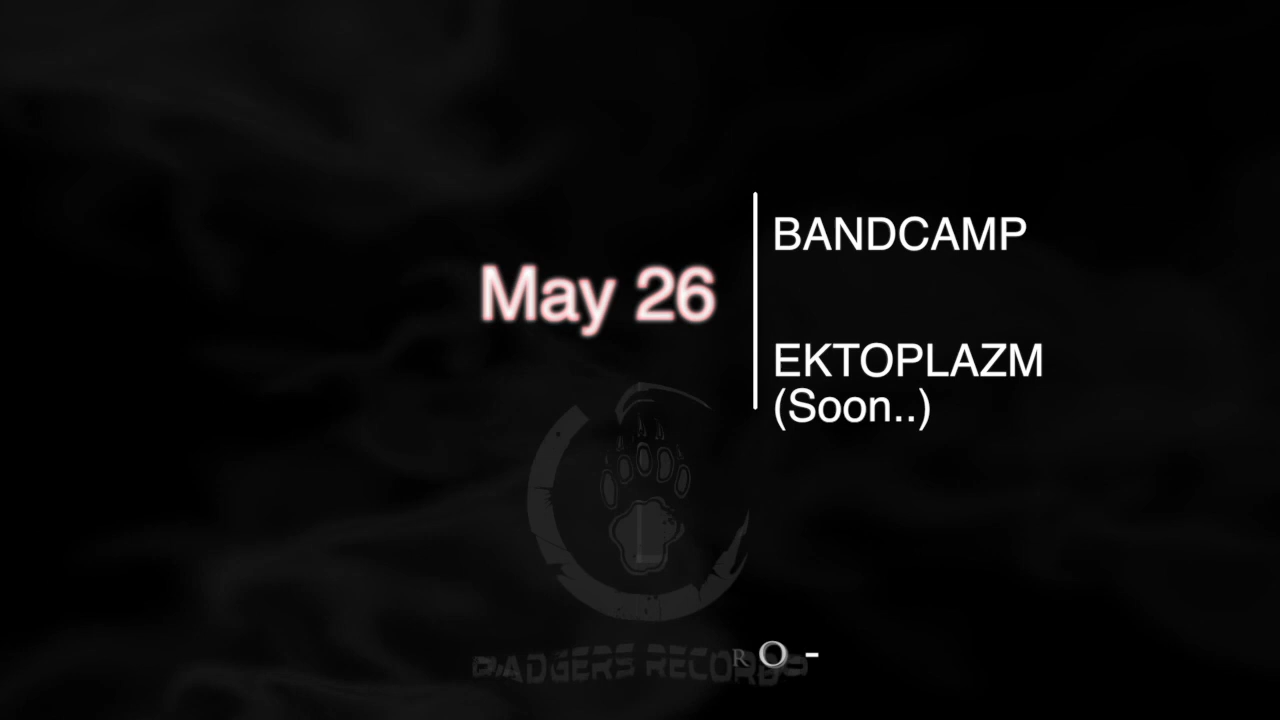 May 26
BANDCAMP
EKTOPLAZM
(Soon..)
BADGERS RECORDS
R O -